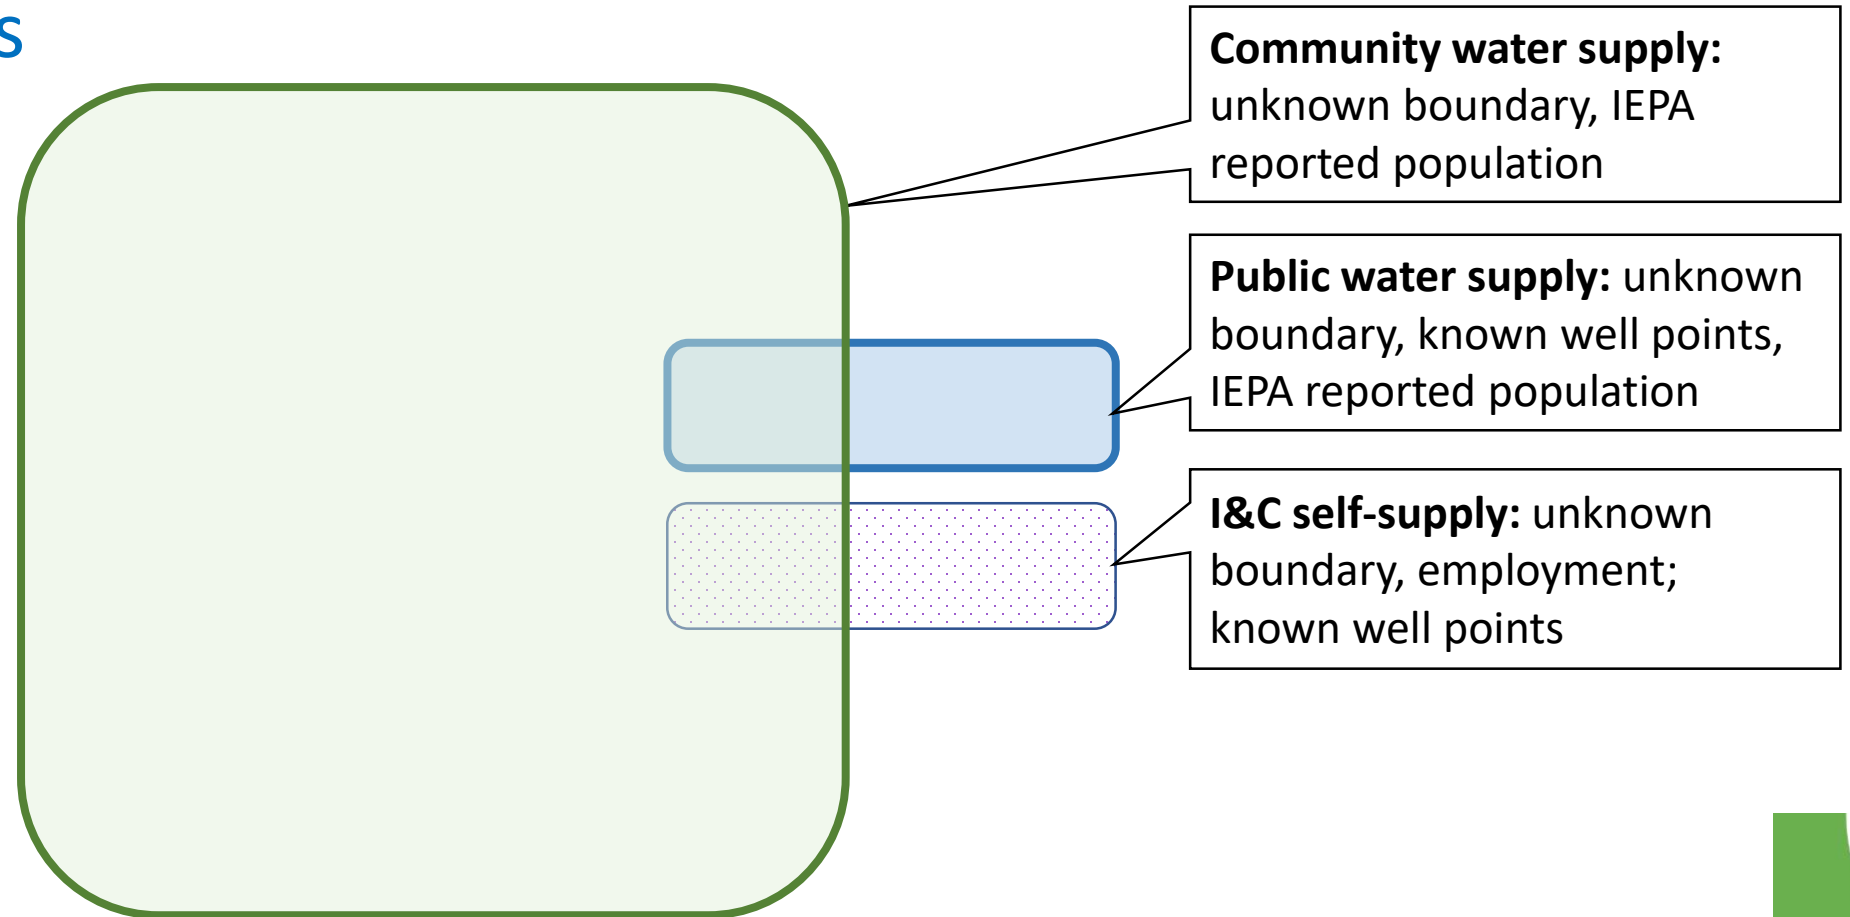 s
Community water supply:
unknown boundary, IEPA
reported population
Public water supply: unknown
boundary, known well points,
IEPA reported population
I&C self-supply: unknown
boundary, employment;
known well points